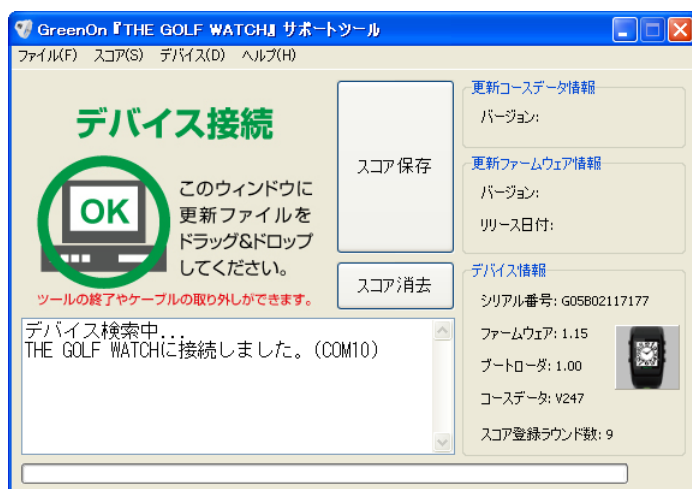 GreenOn『THE GOLF WATCH』サポートツール
ファイル(F) スコア(S) デバイス(D) ヘルプ(H)
デバイス接続
OK
このウィンドウに
更新ファイルを
ドラッグ&ドロップ
してください。
ツールの終了やケーブルの取り外しができます。
スコア保存
スコア消去
更新コースデータ情報
バージョン:
更新ファームウェア情報
バージョン:
リリース日付:
デバイス情報
シリアル番号: G05B02117177
ファームウェア: 1.15
ブートローダ: 1.00
コースデータ: V247
スコア登録ラウンド数: 9
デバイス検索中...
THE GOLF WATCHに接続しました。(COM10)